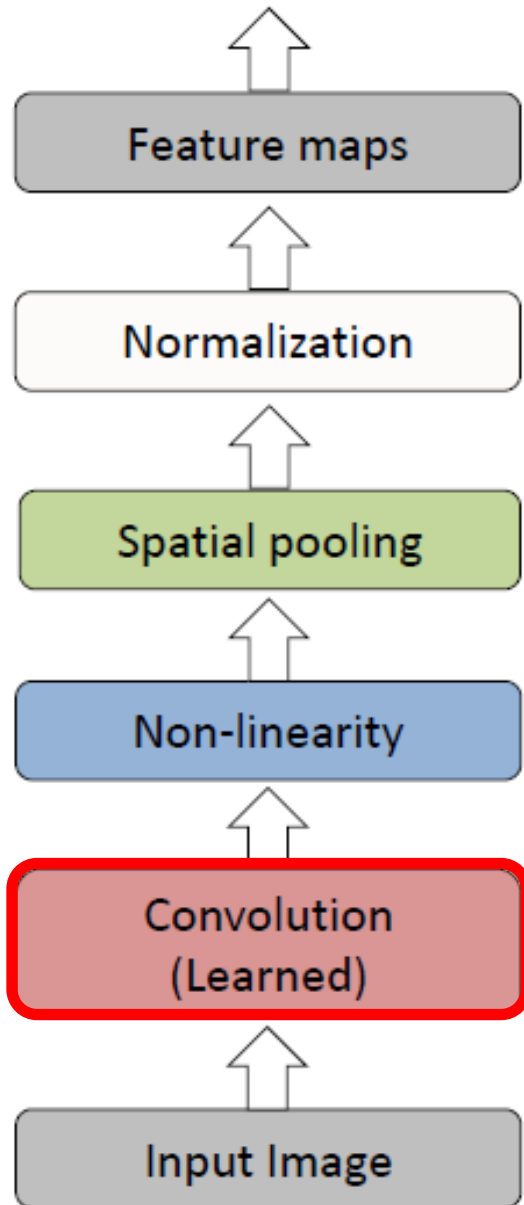 Feature maps
Normalization
Spatial pooling
Non-linearity
Convolution
(Learned)
Input Image